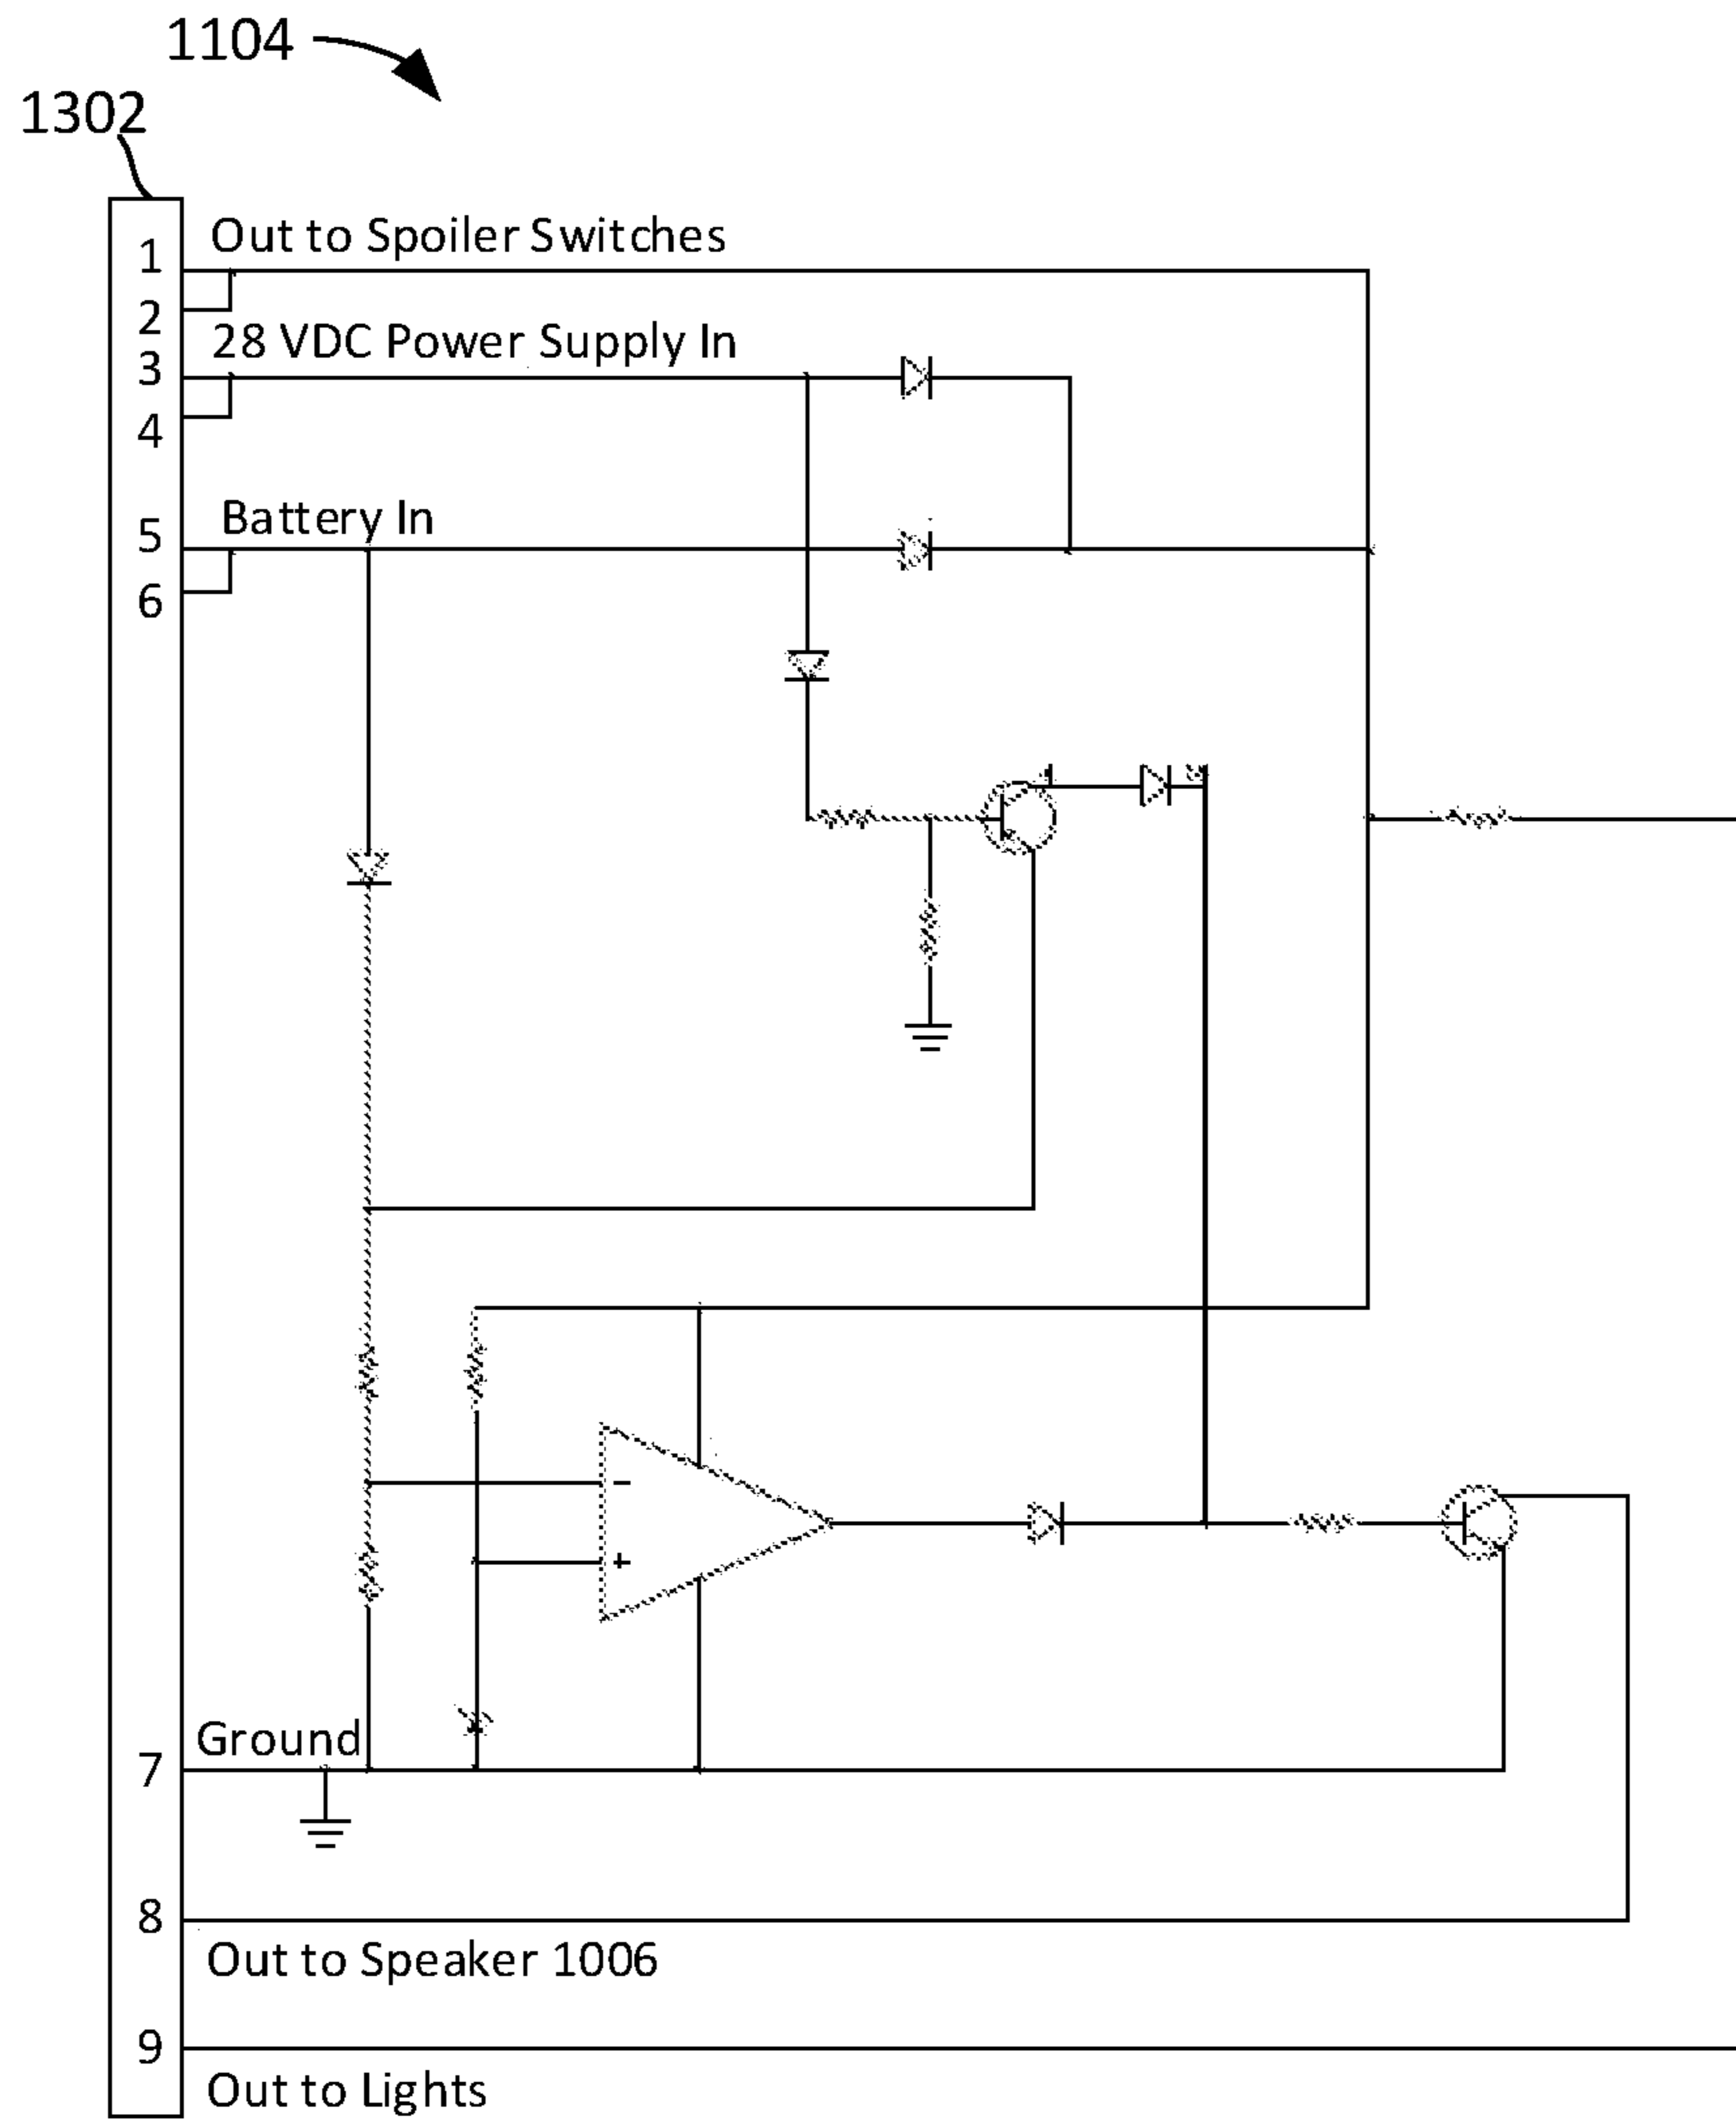 1104
1302
1 Out to Spoiler Switches
2
28 VDC Power Supply In
3
4
Battery In
5
6
−
+
Ground
7
8
Out to Speaker 1006
9
Out to Lights